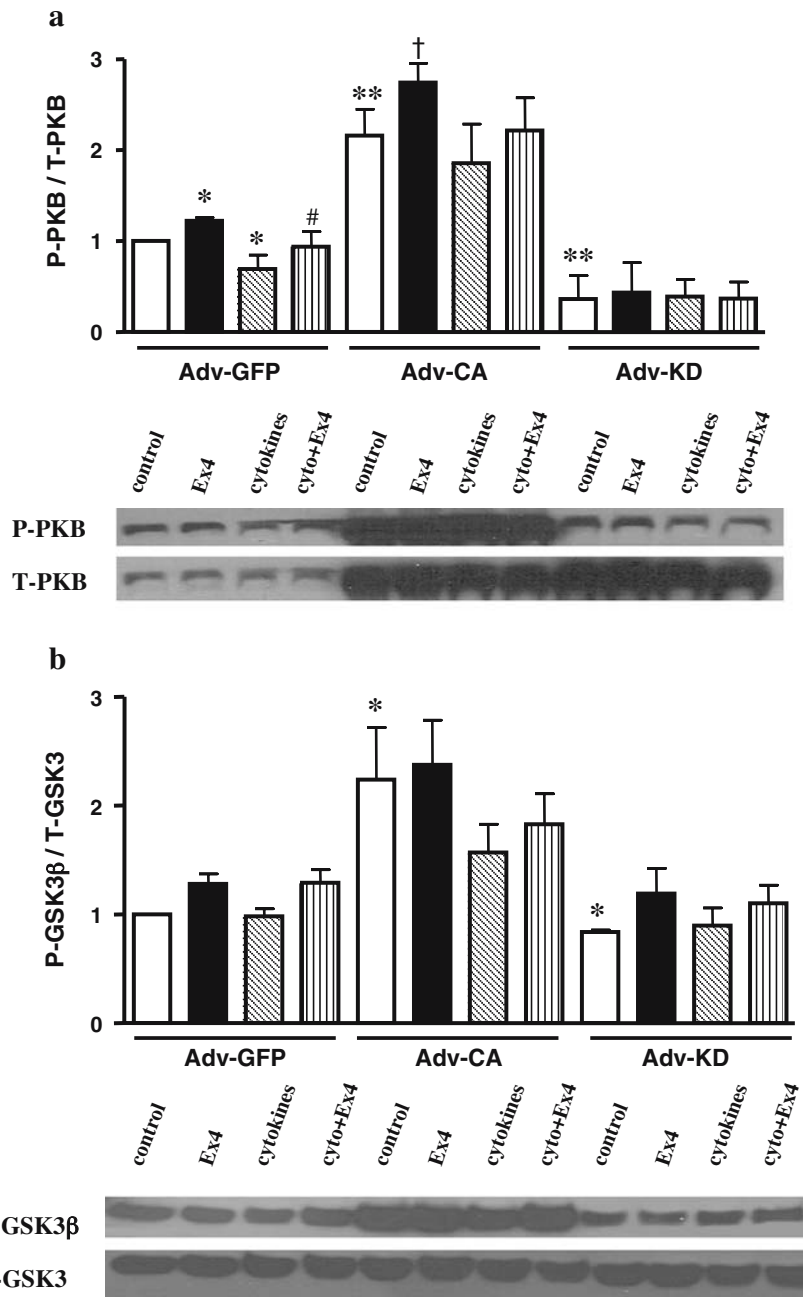 a
P-PKB / T-PKB
3
2
1
0
*
*
#
**
†
**
Adv-GFP
Adv-CA
Adv-KD
control
Ex4
cytokines
cyto+Ex4
control
Ex4
cytokines
cyto+Ex4
control
Ex4
cytokines
cyto+Ex4
P-PKB
T-PKB
b
P-GSK3β / T-GSK3
3
2
1
0
*
*
Adv-GFP
Adv-CA
Adv-KD
control
Ex4
cytokines
cyto+Ex4
control
Ex4
cytokines
cyto+Ex4
control
Ex4
cytokines
cyto+Ex4
GSK3β
-GSK3